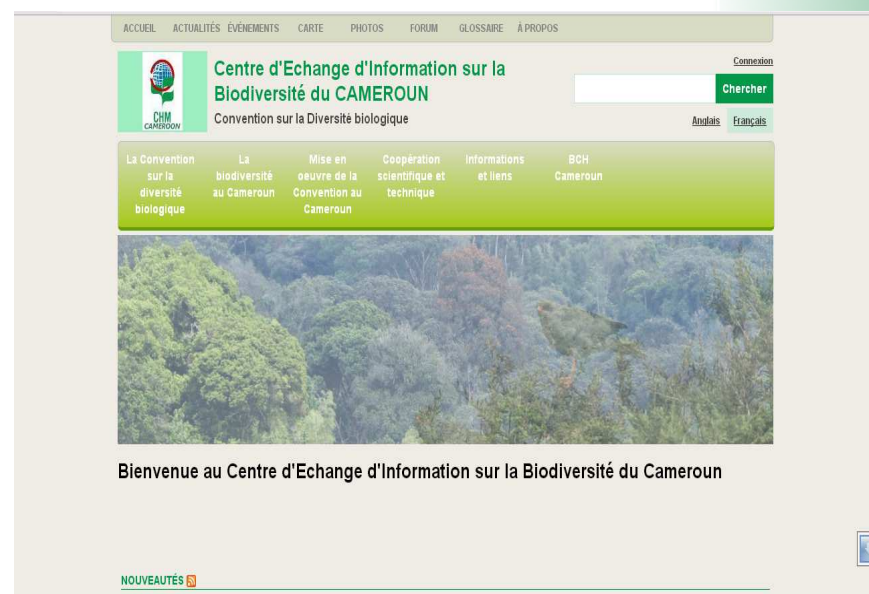 ACCUEIL ACTUALITÉS ÉVÈNEMENTS CARTE PHOTOS FORUM GLOSSAIRE À PROPOS
Connexion
Centre d'Echange d'Information sur la
Biodiversité du CAMEROUN
Convention sur la Diversité biologique
CHM
CAMEROON
Chercher
Anglais Français
La Convention
sur la
diversité
biologique
La
biodiversité
au Cameroun
Mise en
oeuvre de la
Convention au
Cameroun
Coopération
scientifique et
technique
Informations
et liens
BCH
Cameroun
Bienvenue au Centre d'Echange d'Information sur la Biodiversité du Cameroun
NOUVEAUTÉS